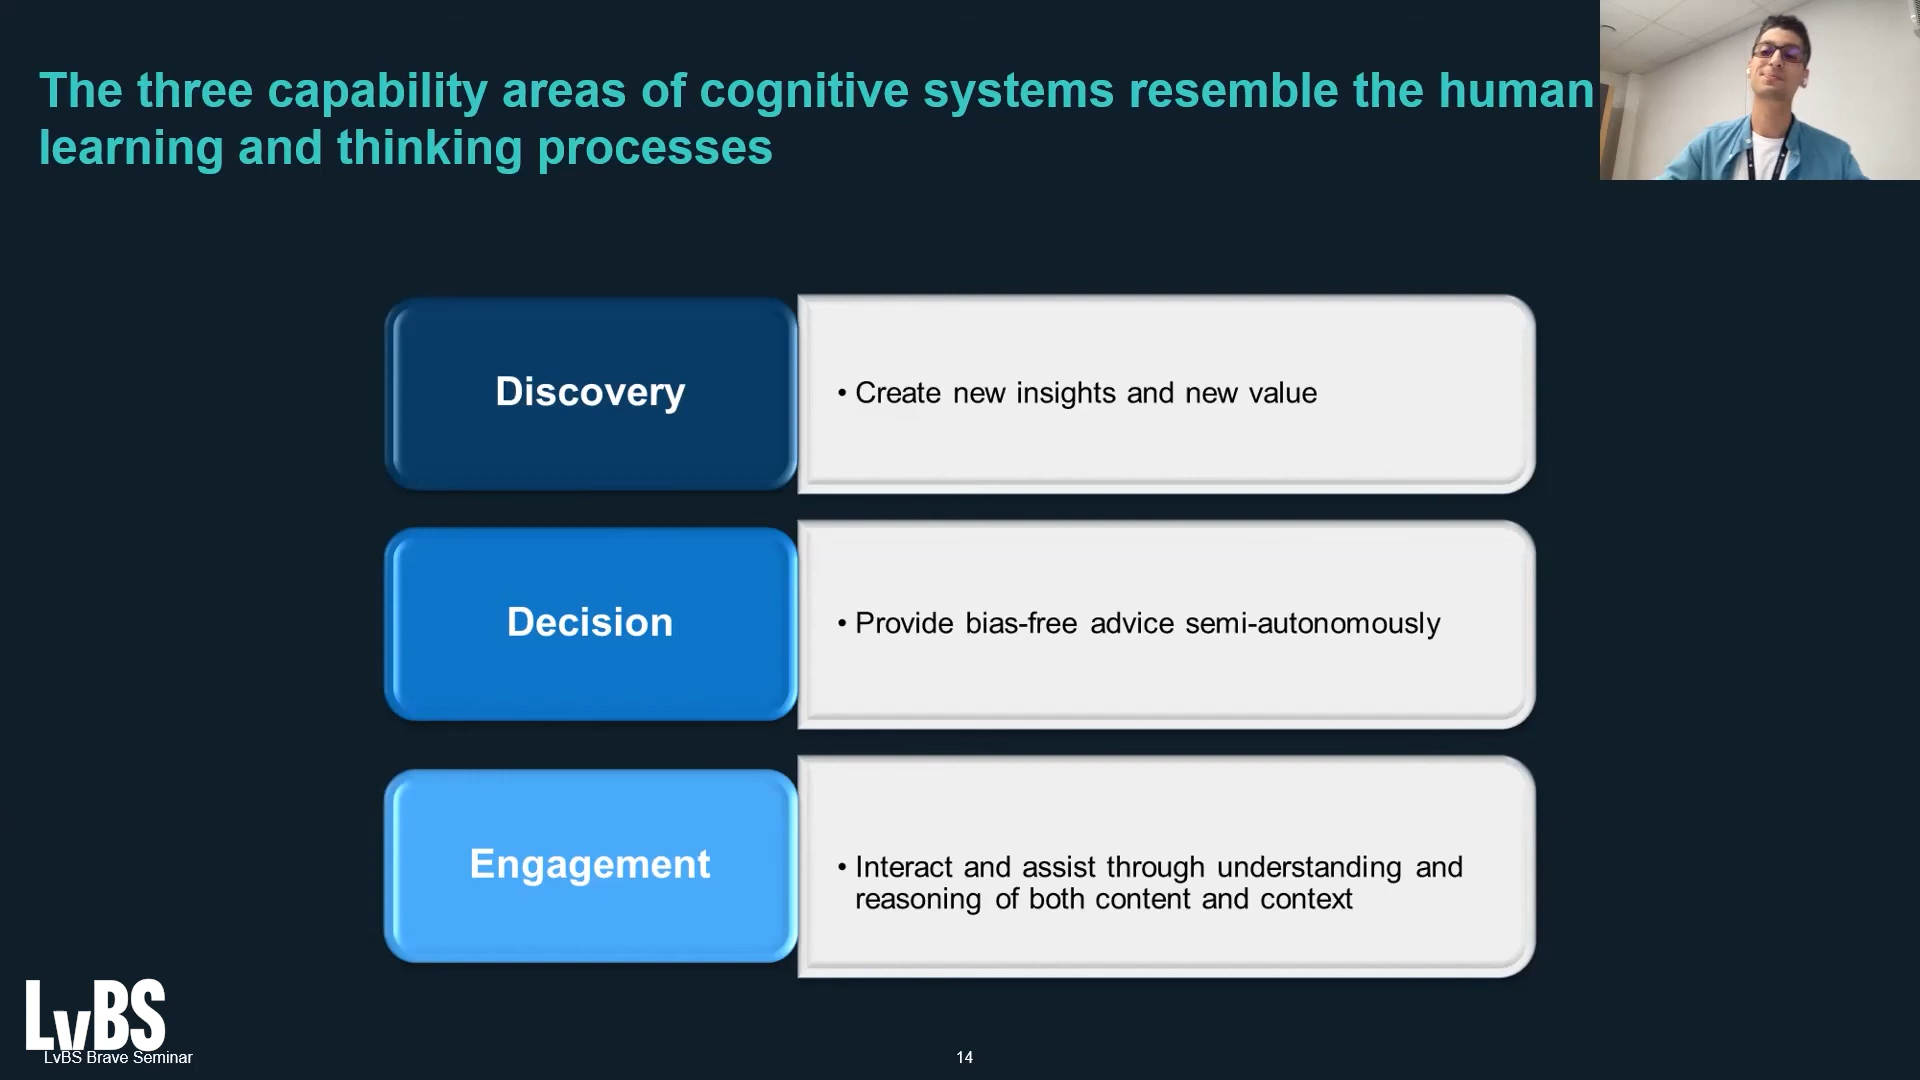 The three capability areas of cognitive systems resemble the human
learning and thinking processes
Discovery
• Create new insights and new value
Decision
• Provide bias-free advice semi-autonomously
Engagement
• Interact and assist through understanding and
reasoning of both content and context
LvBS
LvBS Brave Seminar
14